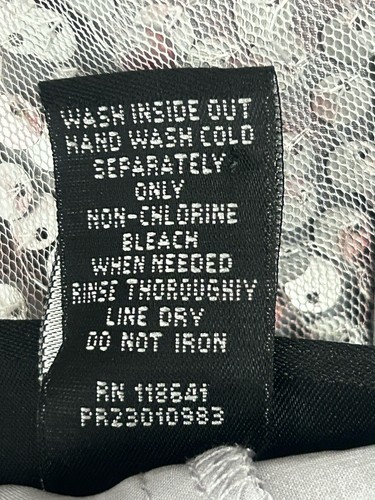 WASH INSIDE OUT
HAND WASH COLD
SEPARATELY
ONLY
NON-CHLORINE
BLEACH
WHEN NEEDED
RINSE THOROUGHLY
LINE DRY
DO NOT IRON
RN 118641
PR23010983